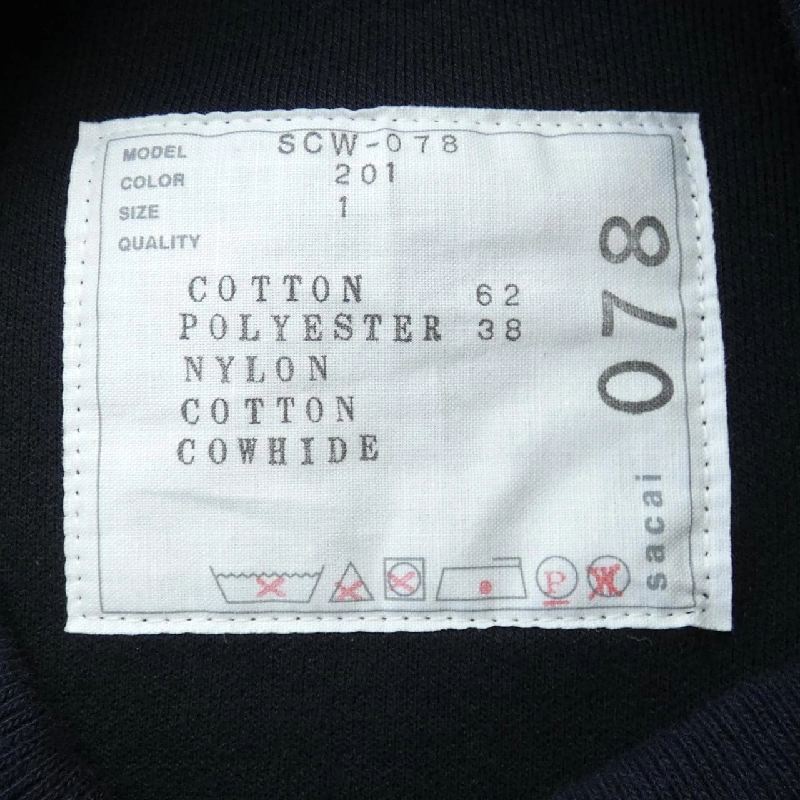 MODEL SCW-078
COLOR 201
SIZE 1
QUALITY
COTTON 62
POLYESTER 38
NYLON
COTTON
COWHIDE
078
sacai
P
W